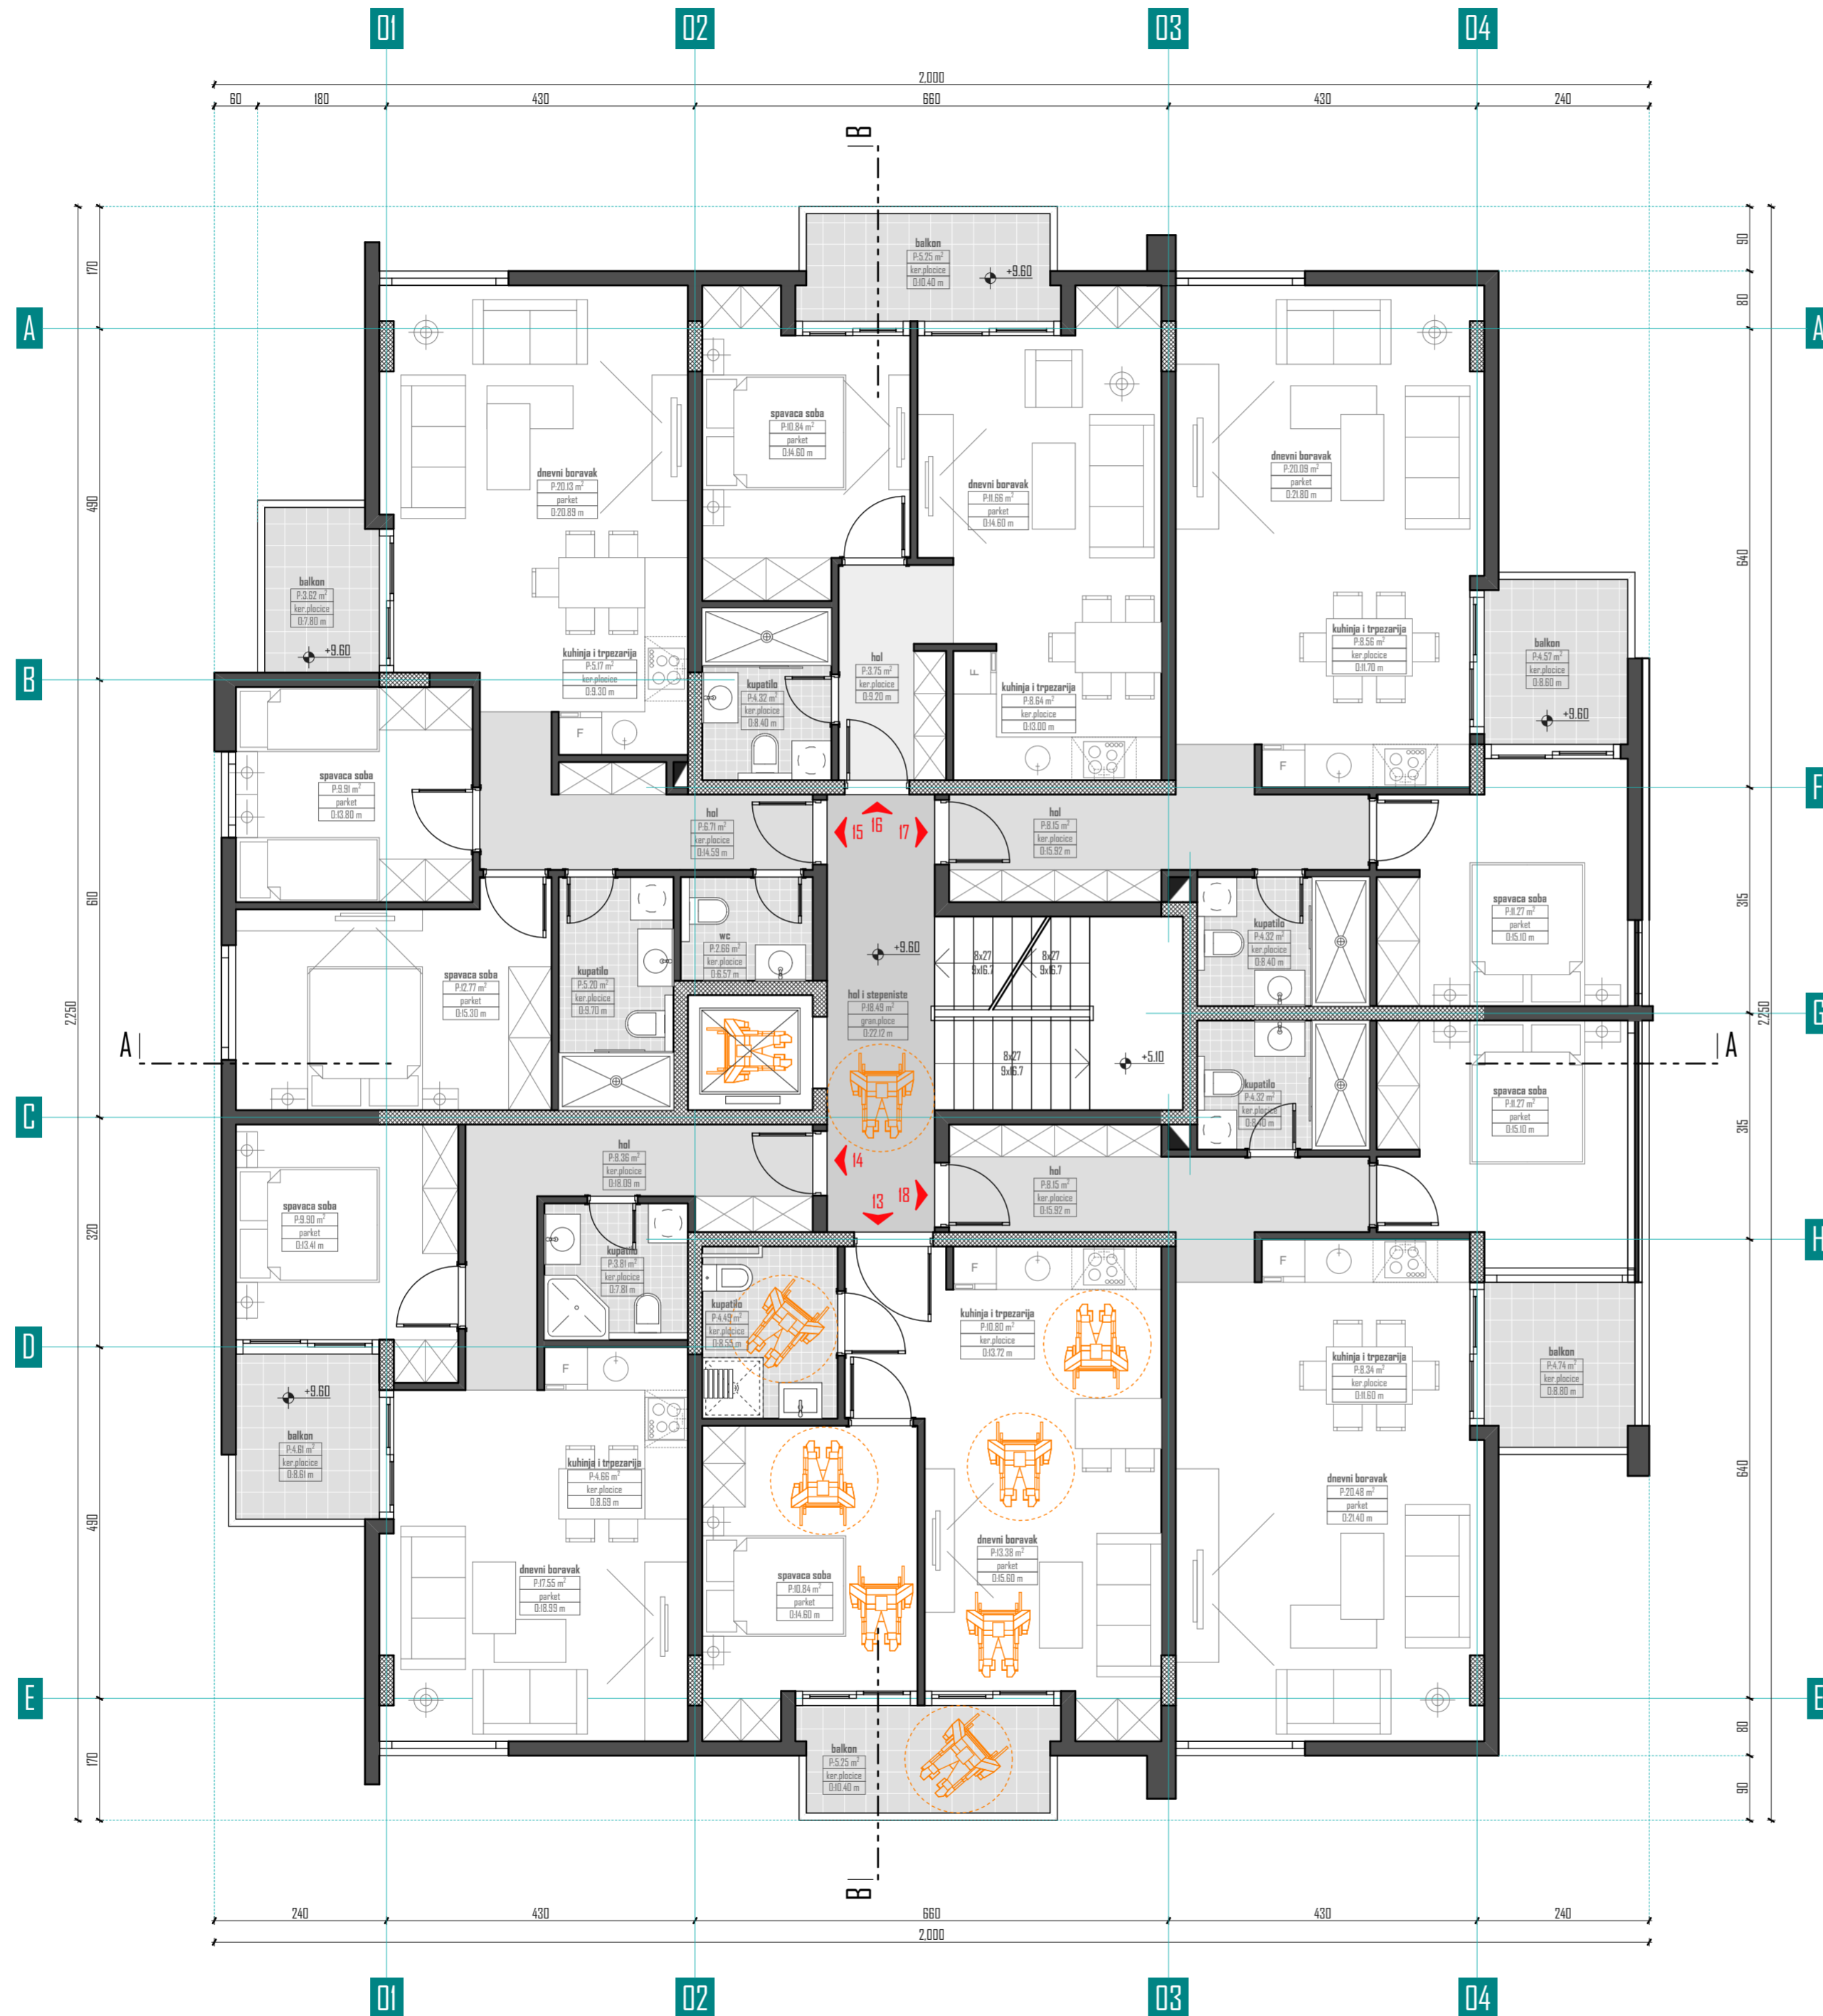 01 02 03 04
2,000
60 180 430 660 430 240
B
170
490
610
320
490
170
2.250
90
80
640
315
315
640
80
90
2.250
A
B
C
D
E
A
F
G
H
E
balkon
P:5.25 m²
ker.plocice
O:10.40 m
+9.60
dnevni boravak
P:20.13 m²
parket
O:20.89 m
spavaca soba
P:10.84 m²
parket
O:14.60 m
dnevni boravak
P:11.66 m²
parket
O:14.60 m
dnevni boravak
P:20.09 m²
parket
O:21.80 m
balkon
P:3.62 m²
ker.plocice
O:7.80 m
+9.60
kuhinja i trpezarija
P:5.17 m²
ker.plocice
O:9.30 m
F
kupatilo
P:4.32 m²
ker.plocice
O:8.40 m
hol
P:3.75 m²
ker.plocice
O:9.20 m
F
kuhinja i trpezarija
P:8.64 m²
ker.plocice
O:13.00 m
kuhinja i trpezarija
P:8.56 m²
ker.plocice
O:11.70 m
F
balkon
P:4.57 m²
ker.plocice
O:8.60 m
+9.60
spavaca soba
P:9.91 m²
parket
O:13.80 m
hol
P:6.71 m²
ker.plocice
O:14.59 m
15 16 17
hol
P:8.15 m²
ker.plocice
O:15.92 m
spavaca soba
P:12.77 m²
parket
O:15.30 m
kupatilo
P:5.20 m²
ker.plocice
O:9.70 m
wc
P:2.66 m²
ker.plocice
O:6.57 m
+9.60
hol i stepeniste
P:18.49 m²
gran.ploce
O:22.12 m
8x27
9x16.7
8x27
9x16.7
8x27
9x16.7
+5.10
kupatilo
P:4.32 m²
ker.plocice
O:8.40 m
spavaca soba
P:11.27 m²
parket
O:15.10 m
A
A
kupatilo
P:4.32 m²
ker.plocice
O:8.40 m
spavaca soba
P:11.27 m²
parket
O:15.10 m
hol
P:8.36 m²
ker.plocice
O:18.09 m
14
13
18
hol
P:8.15 m²
ker.plocice
O:15.92 m
spavaca soba
P:9.90 m²
parket
O:13.41 m
kupatilo
P:3.81 m²
ker.plocice
O:7.81 m
kupatilo
P:4.49 m²
ker.plocice
O:8.53 m
F
kuhinja i trpezarija
P:10.80 m²
ker.plocice
O:13.72 m
F
kuhinja i trpezarija
P:8.34 m²
ker.plocice
O:11.60 m
balkon
P:4.74 m²
ker.plocice
O:8.80 m
+9.60
balkon
P:4.61 m²
ker.plocice
O:8.61 m
F
kuhinja i trpezarija
P:4.66 m²
ker.plocice
O:8.69 m
dnevni boravak
P:17.55 m²
parket
O:18.99 m
spavaca soba
P:10.84 m²
parket
O:14.60 m
dnevni boravak
P:13.38 m²
parket
O:15.60 m
dnevni boravak
P:20.48 m²
parket
O:21.40 m
balkon
P:5.25 m²
ker.plocice
O:10.40 m
B
240 430 660 430 240
2,000
01 02 03 04